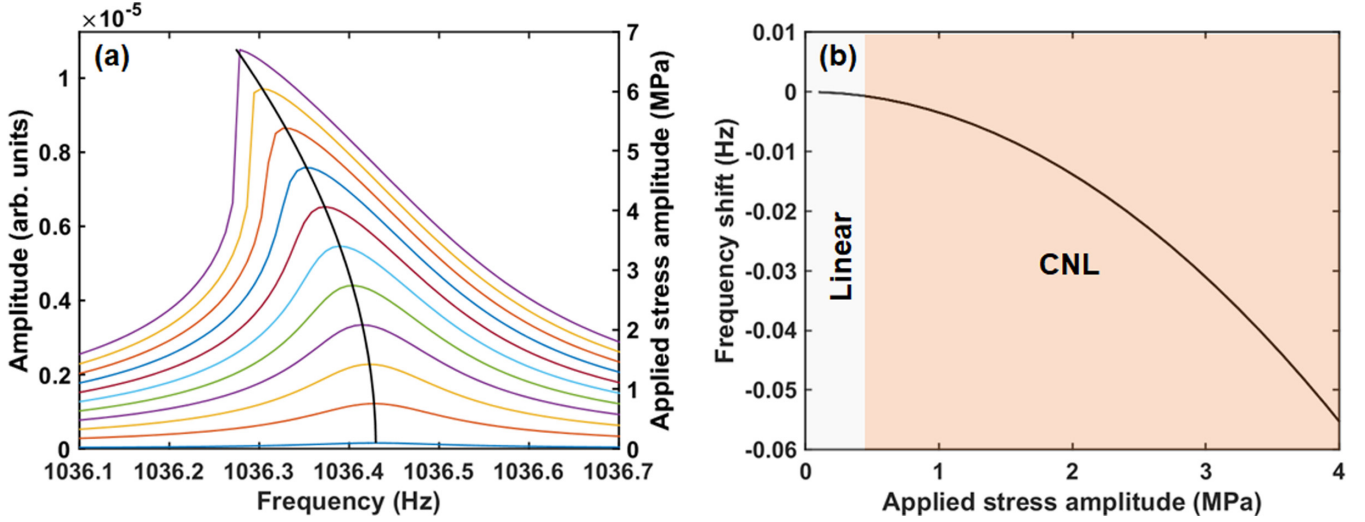 ×10⁻⁵
(a)
Amplitude (arb. units)
1
0.8
0.6
0.4
0.2
0
1036.1 1036.2 1036.3 1036.4 1036.5 1036.6 1036.7
Frequency (Hz)
7
6
5
4
3
2
1
0
Applied stress amplitude (MPa)
(b)
Frequency shift (Hz)
0.01
0
-0.01
-0.02
-0.03
-0.04
-0.05
-0.06
Linear
CNL
0 1 2 3 4
Applied stress amplitude (MPa)